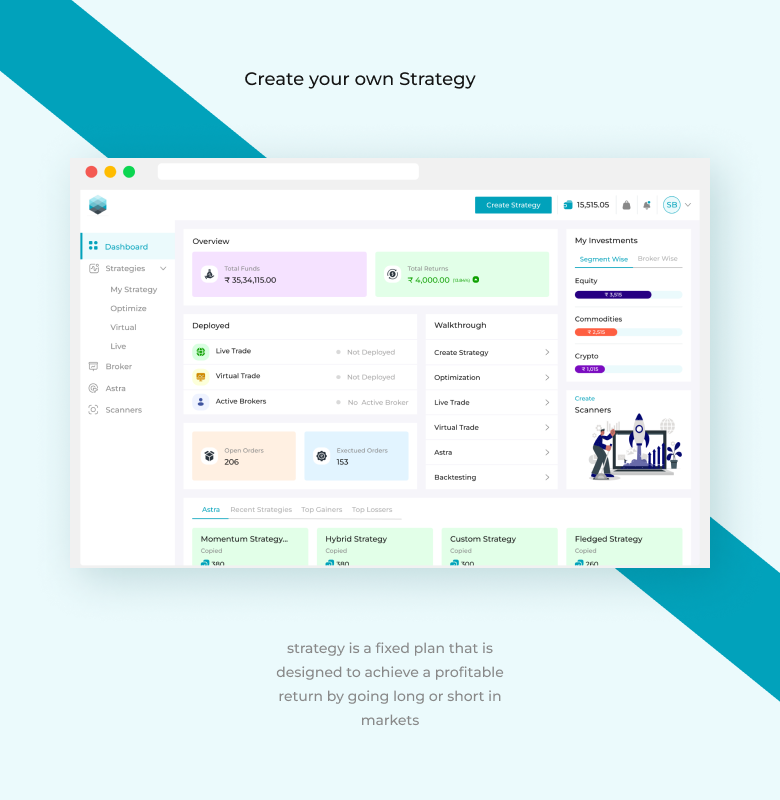 Create your own Strategy
Create Strategy
15,515.05
SB
Dashboard
Strategies
My Strategy
Optimize
Virtual
Live
Broker
Astra
Scanners
Overview
Total Funds
₹ 35,34,115.00
Total Returns
₹ 4,000.00
My Investments
Segment Wise
Broker Wise
Equity
₹ 3,515
Commodities
₹ 2,515
Crypto
₹ 1,015
Deployed
Live Trade
Not Deployed
Virtual Trade
Not Deployed
Active Brokers
No Active Broker
Walkthrough
Create Strategy
Optimization
Live Trade
Virtual Trade
Astra
Backtesting
Open Orders
206
Exectued Orders
153
Create
Scanners
Astra
Recent Strategies
Top Gainers
Top Lossers
Momentum Strategy...
Copied
380
Hybrid Strategy
Copied
380
Custom Strategy
Copied
300
Fledged Strategy
Copied
260
strategy is a fixed plan that is
designed to achieve a profitable
return by going long or short in
markets